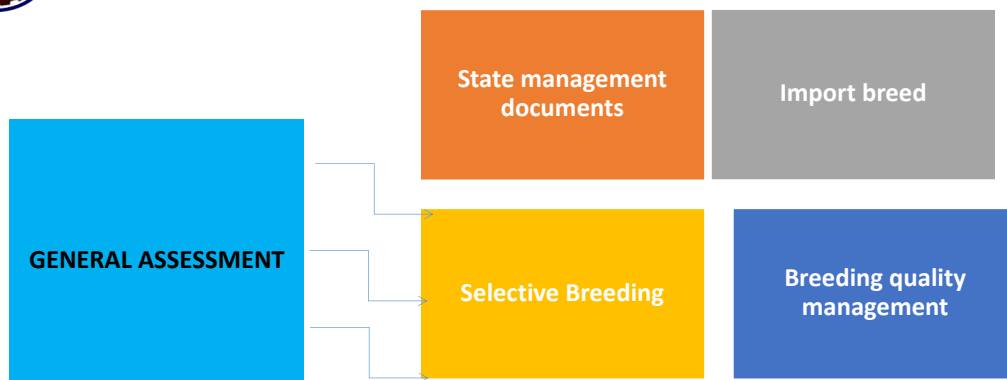 State management
documents
Import breed
GENERAL ASSESSMENT
Selective Breeding
Breeding quality
management